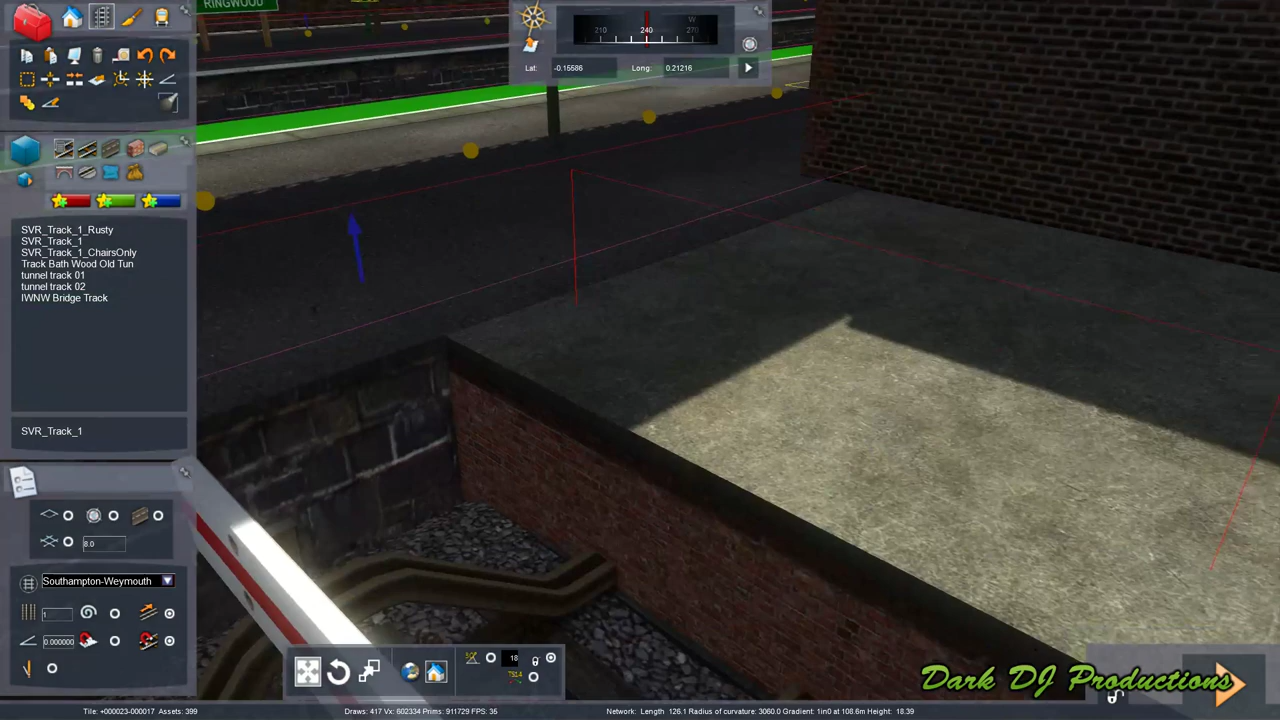 RINGWOOD
210 240 270 W
Lat: -0.15586 Long: 0.21216
SVR_Track_1_Rusty
SVR_Track_1
SVR_Track_1_ChairsOnly
Track Bath Wood Old Tun
tunnel track 01
tunnel track 02
IWNW Bridge Track
SVR_Track_1
8.0
Southampton-Weymouth
1
0.000000
18
TS14
Dark DJ Productions
Tile: +000023-000017 Assets: 399
Draws: 417 Vx: 602334 Prims: 911729 FPS: 35
Network: Length 126.1 Radius of curvature: 3060.0 Gradient: 1in0 at 108.6m Height: 18.39